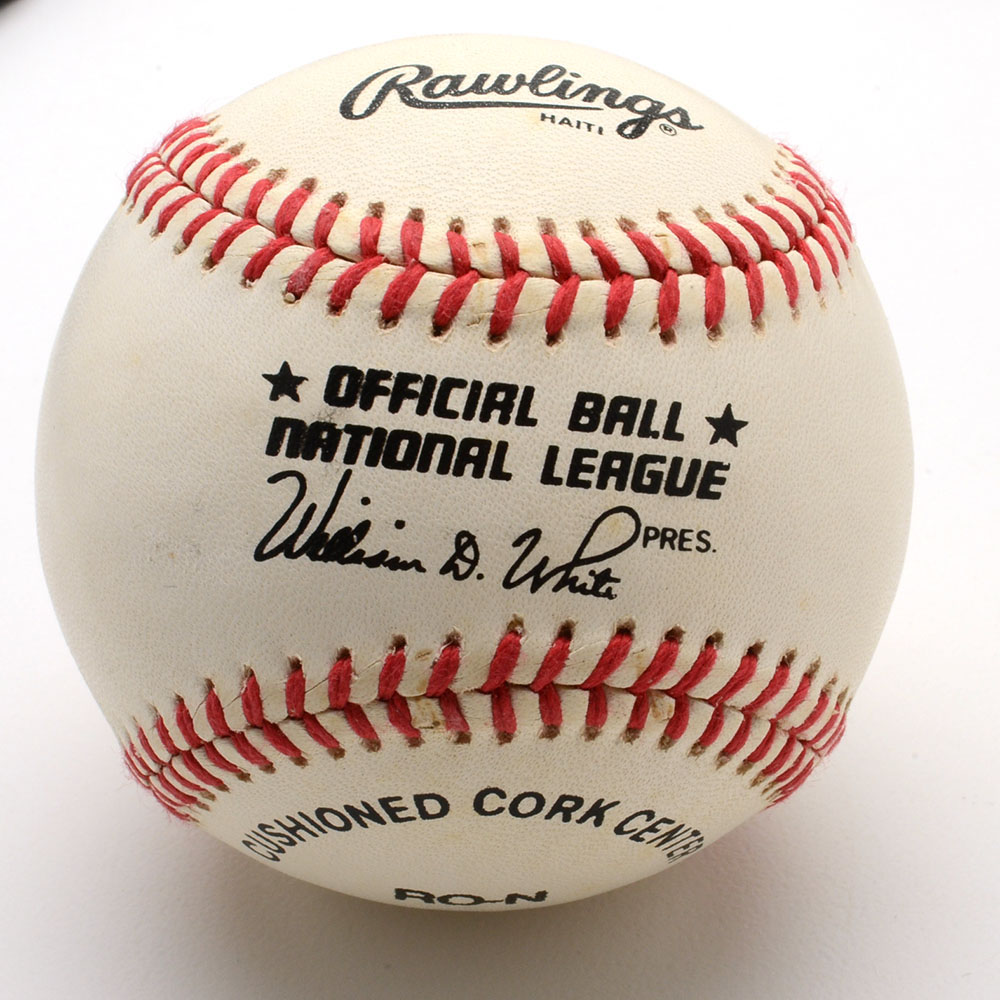 Rawlings ®
HAITI
★ OFFICIAL BALL ★
NATIONAL LEAGUE
William D. White PRES.
CUSHIONED CORK CENTER
RO-N